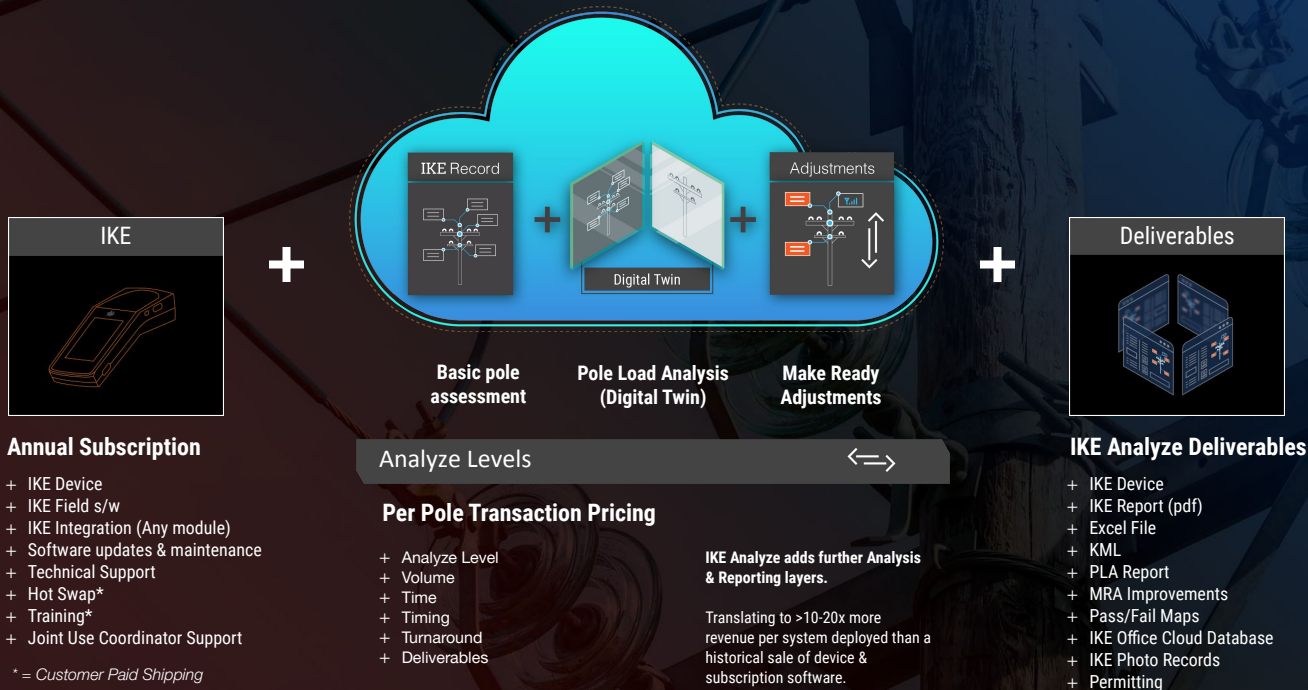 IKE
Annual Subscription
+ IKE Device
+ IKE Field s/w
+ IKE Integration (Any module)
+ Software updates & maintenance
+ Technical Support
+ Hot Swap*
+ Training*
+ Joint Use Coordinator Support
* = Customer Paid Shipping
+
IKE Record
+
Digital Twin
+
Adjustments
Basic pole
assessment
Pole Load Analysis
(Digital Twin)
Make Ready
Adjustments
Analyze Levels
Per Pole Transaction Pricing
+ Analyze Level
+ Volume
+ Time
+ Timing
+ Turnaround
+ Deliverables
IKE Analyze adds further Analysis
& Reporting layers.
Translating to >10-20x more
revenue per system deployed than a
historical sale of device &
subscription software.
+
Deliverables
IKE Analyze Deliverables
+ IKE Device
+ IKE Report (pdf)
+ Excel File
+ KML
+ PLA Report
+ MRA Improvements
+ Pass/Fail Maps
+ IKE Office Cloud Database
+ IKE Photo Records
+ Permitting